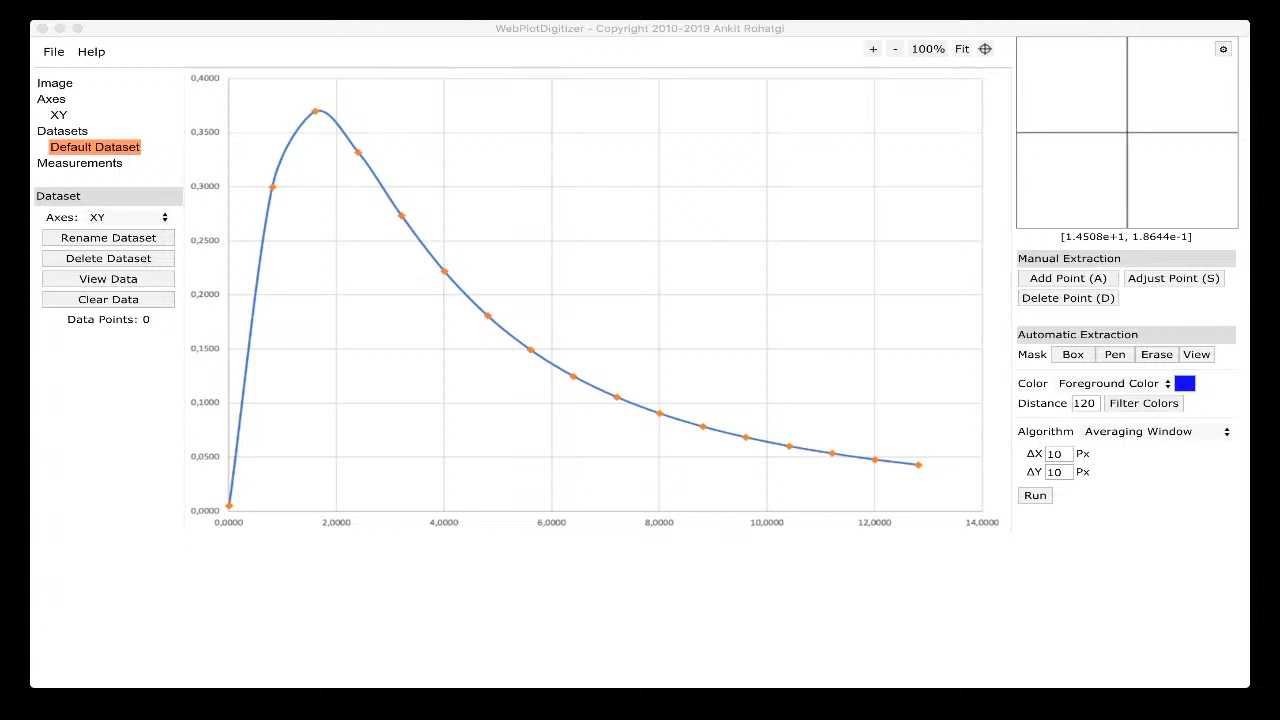 WebPlotDigitizer - Copyright 2010-2019 Ankit Rohatgi
File Help
+ - 100% Fit
Image
Axes
XY
Datasets
Default Dataset
Measurements
Dataset
Axes: XY
Rename Dataset
Delete Dataset
View Data
Clear Data
Data Points: 0
0,4000
0,3500
0,3000
0,2500
0,2000
0,1500
0,1000
0,0500
0,0000
0,0000 2,0000 4,0000 6,0000 8,0000 10,0000 12,0000 14,0000
[1.4508e+1, 1.8644e-1]
Manual Extraction
Add Point (A) Adjust Point (S)
Delete Point (D)
Automatic Extraction
Mask Box Pen Erase View
Color Foreground Color
Distance 120 Filter Colors
Algorithm Averaging Window
ΔX 10 Px
ΔY 10 Px
Run